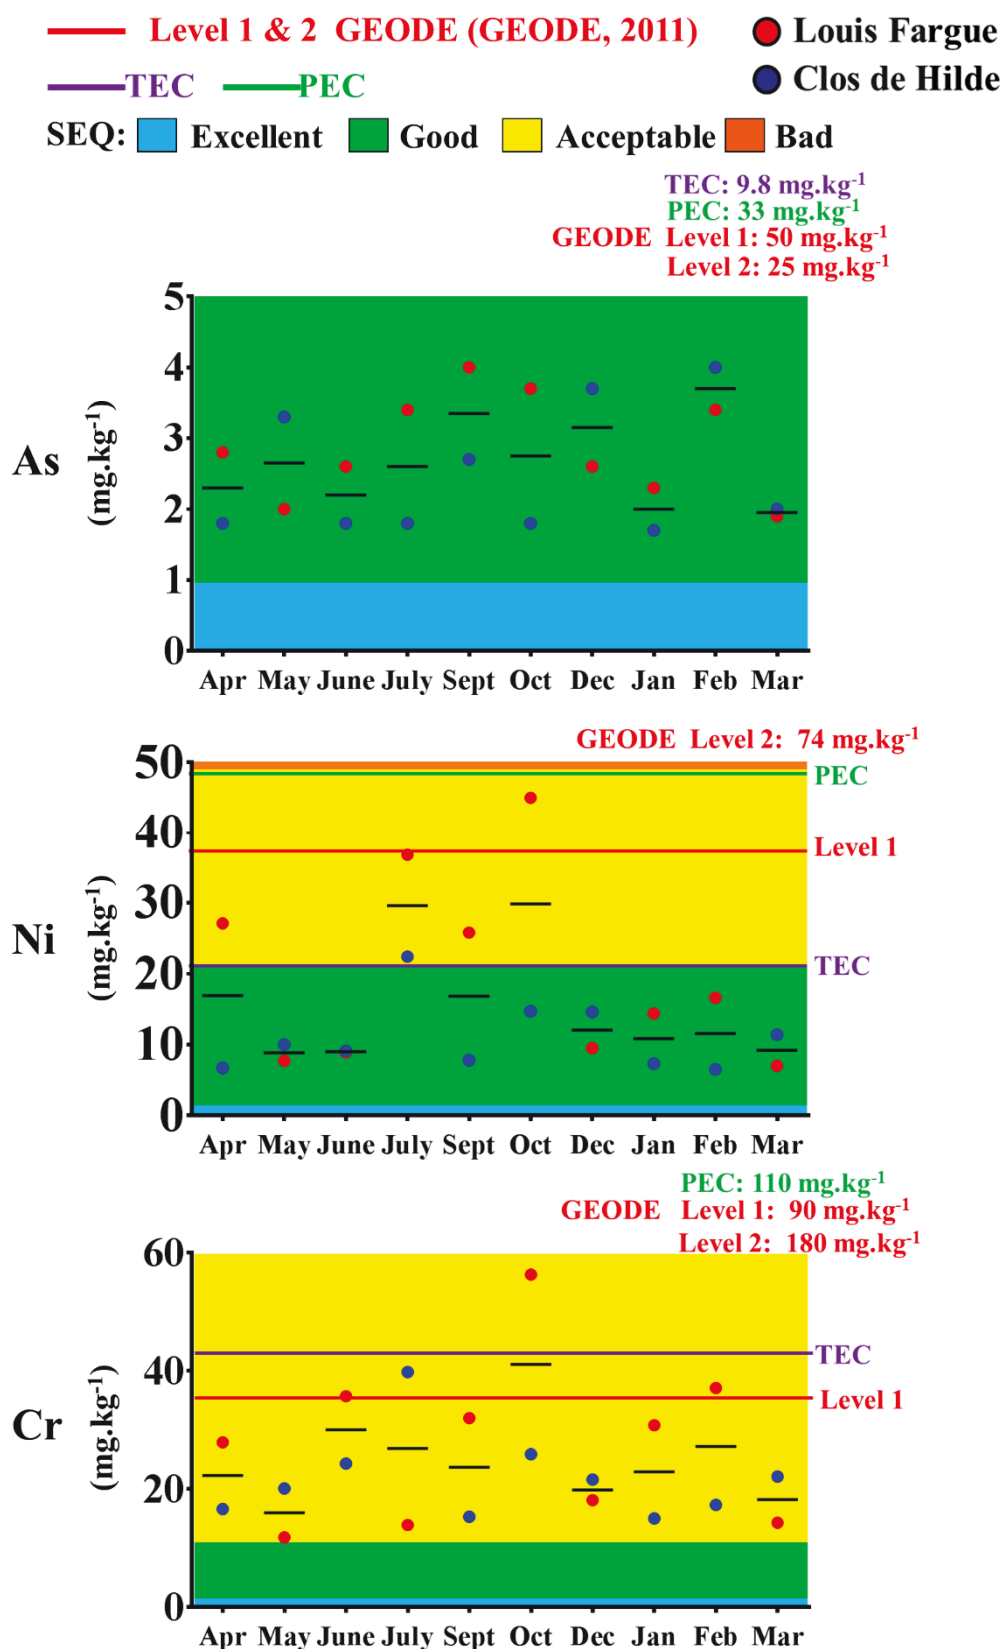 Level 1 & 2 GEODE (GEODE, 2011)
Louis Fargue
TEC PEC
Clos de Hilde
SEQ: Excellent Good Acceptable Bad
TEC: 9.8 mg.kg⁻¹
PEC: 33 mg.kg⁻¹
GEODE Level 1: 50 mg.kg⁻¹
Level 2: 25 mg.kg⁻¹
As
(mg.kg⁻¹)
5
4
3
2
1
0
Apr May June July Sept Oct Dec Jan Feb Mar
GEODE Level 2: 74 mg.kg⁻¹
Ni
(mg.kg⁻¹)
50
PEC
40
Level 1
30
20
TEC
10
0
Apr May June July Sept Oct Dec Jan Feb Mar
PEC: 110 mg.kg⁻¹
GEODE Level 1: 90 mg.kg⁻¹
Level 2: 180 mg.kg⁻¹
Cr
(mg.kg⁻¹)
60
TEC
40
Level 1
20
0
Apr May June July Sept Oct Dec Jan Feb Mar